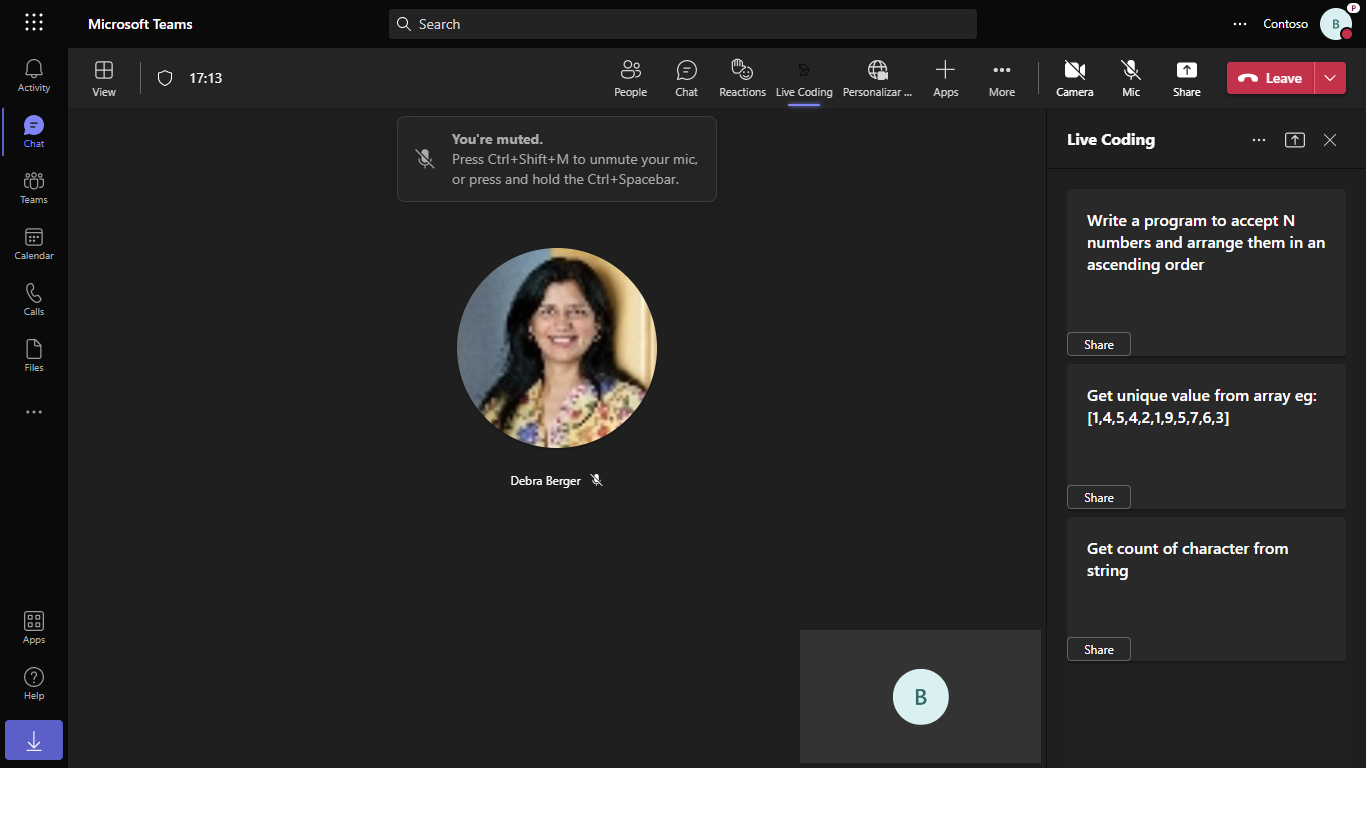 Microsoft Teams
Search
Contoso
B
P
Activity
Chat
Teams
Calendar
Calls
Files
Apps
Help
View
17:13
People
Chat
Reactions
Live Coding
Personalizar ...
Apps
More
Camera
Mic
Share
Leave
You're muted.
Press Ctrl+Shift+M to unmute your mic,
or press and hold the Ctrl+Spacebar.
Debra Berger
B
Live Coding
Write a program to accept N
numbers and arrange them in an
ascending order
Share
Get unique value from array eg:
[1,4,5,4,2,1,9,5,7,6,3]
Share
Get count of character from
string
Share